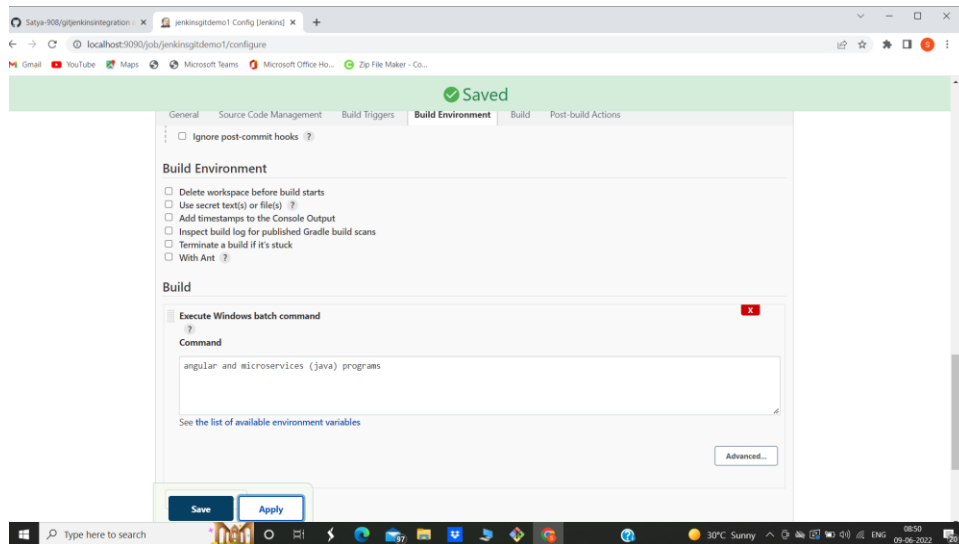 Satya-908/gitjenkinsintegration
jenkinsgitdemo1 Config [Jenkins]
localhost:9090/job/jenkinsgitdemo1/configure
Gmail YouTube Maps Microsoft Teams Microsoft Office Ho... Zip File Maker - Co...
Saved
General Source Code Management Build Triggers Build Environment Build Post-build Actions
Ignore post-commit hooks ?
Build Environment
Delete workspace before build starts
Use secret text(s) or file(s) ?
Add timestamps to the Console Output
Inspect build log for published Gradle build scans
Terminate a build if it's stuck
With Ant ?
Build
X
Execute Windows batch command
?
Command
angular and microservices (java) programs
See the list of available environment variables
Advanced...
Save Apply
Type here to search
97
30°C Sunny
ENG
08:50
09-06-2022
20